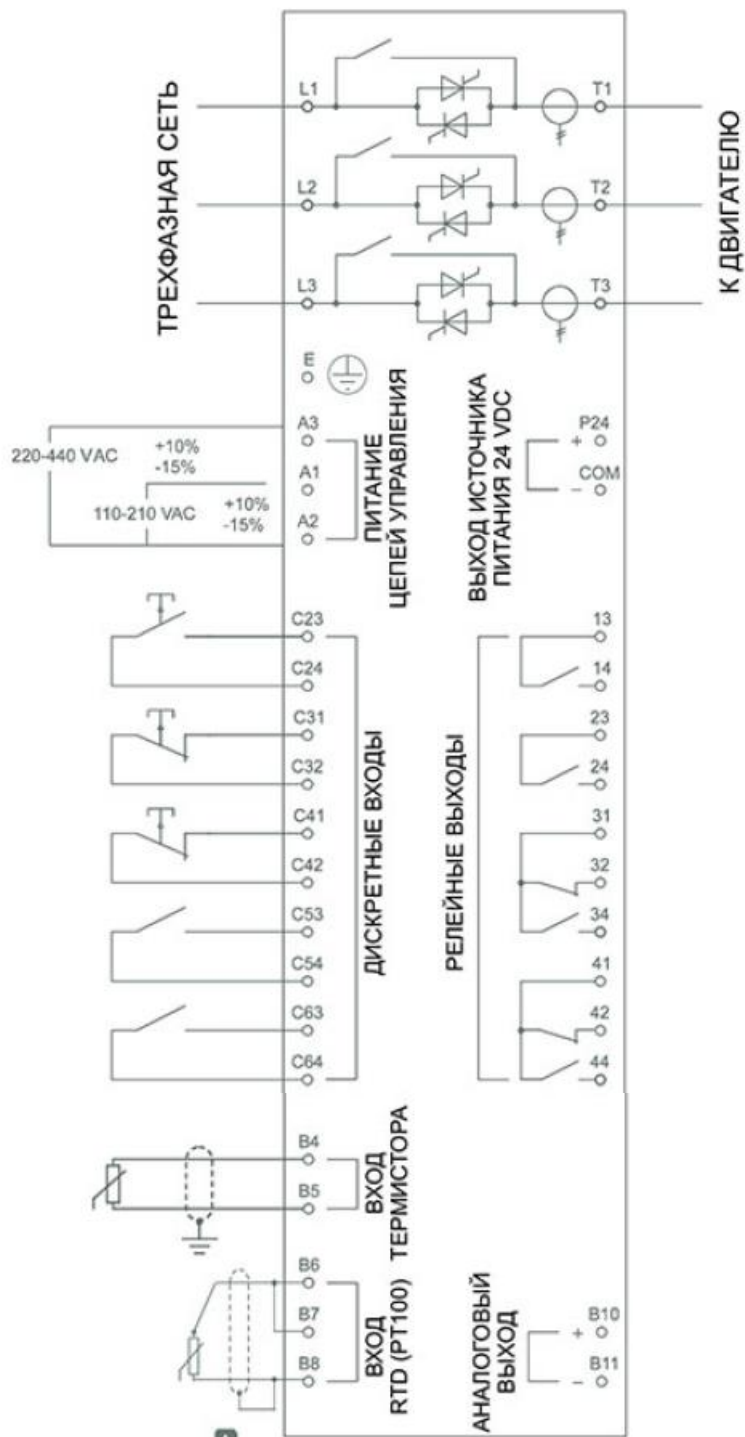 ТРЕХФАЗНАЯ СЕТЬ
L1
T1
L2
T2
L3
T3
К ДВИГАТЕЛЮ
E
220-440 VAC
+10%
-15%
110-210 VAC
+10%
-15%
A3
A1
A2
ПИТАНИЕ
ЦЕПЕЙ УПРАВЛЕНИЯ
ВЫХОД ИСТОЧНИКА
ПИТАНИЯ 24 VDC
+
P24
COM
−
C23
C24
C31
C32
C41
C42
C53
C54
C63
C64
ДИСКРЕТНЫЕ ВХОДЫ
РЕЛЕЙНЫЕ ВЫХОДЫ
13
14
23
24
31
32
34
41
42
44
B4
B5
ВХОД
ТЕРМИСТОРА
B6
B7
B8
ВХОД
RTD (PT100)
АНАЛОГОВЫЙ
ВЫХОД
B10
+
−
B11